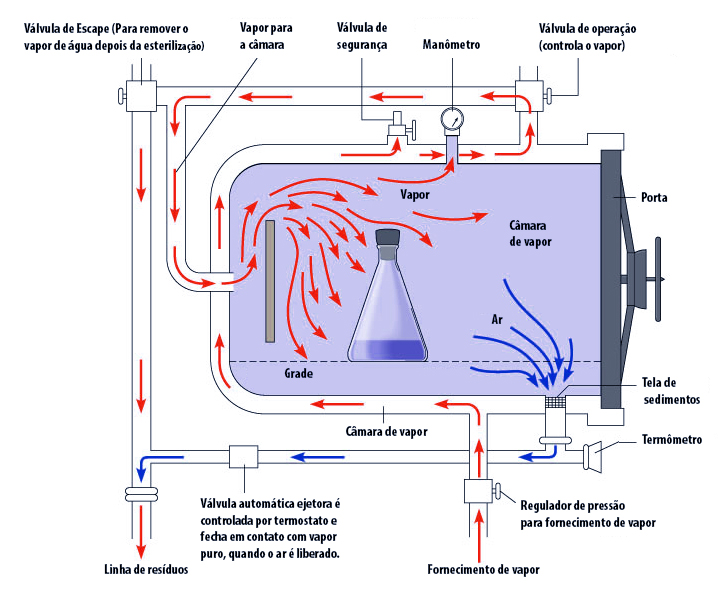 Válvula de Escape (Para remover o
vapor de água depois da esterilização)
Vapor para
a câmara
Válvula de
segurança
Manômetro
Válvula de operação
(controla o vapor)
Vapor
Câmara
de vapor
Porta
Ar
Grade
Tela de
sedimentos
Câmara de vapor
Termômetro
Válvula automática ejetora é
controlada por termostato e
fecha em contato com vapor
puro, quando o ar é liberado.
Regulador de pressão
para fornecimento de vapor
Linha de resíduos
Fornecimento de vapor